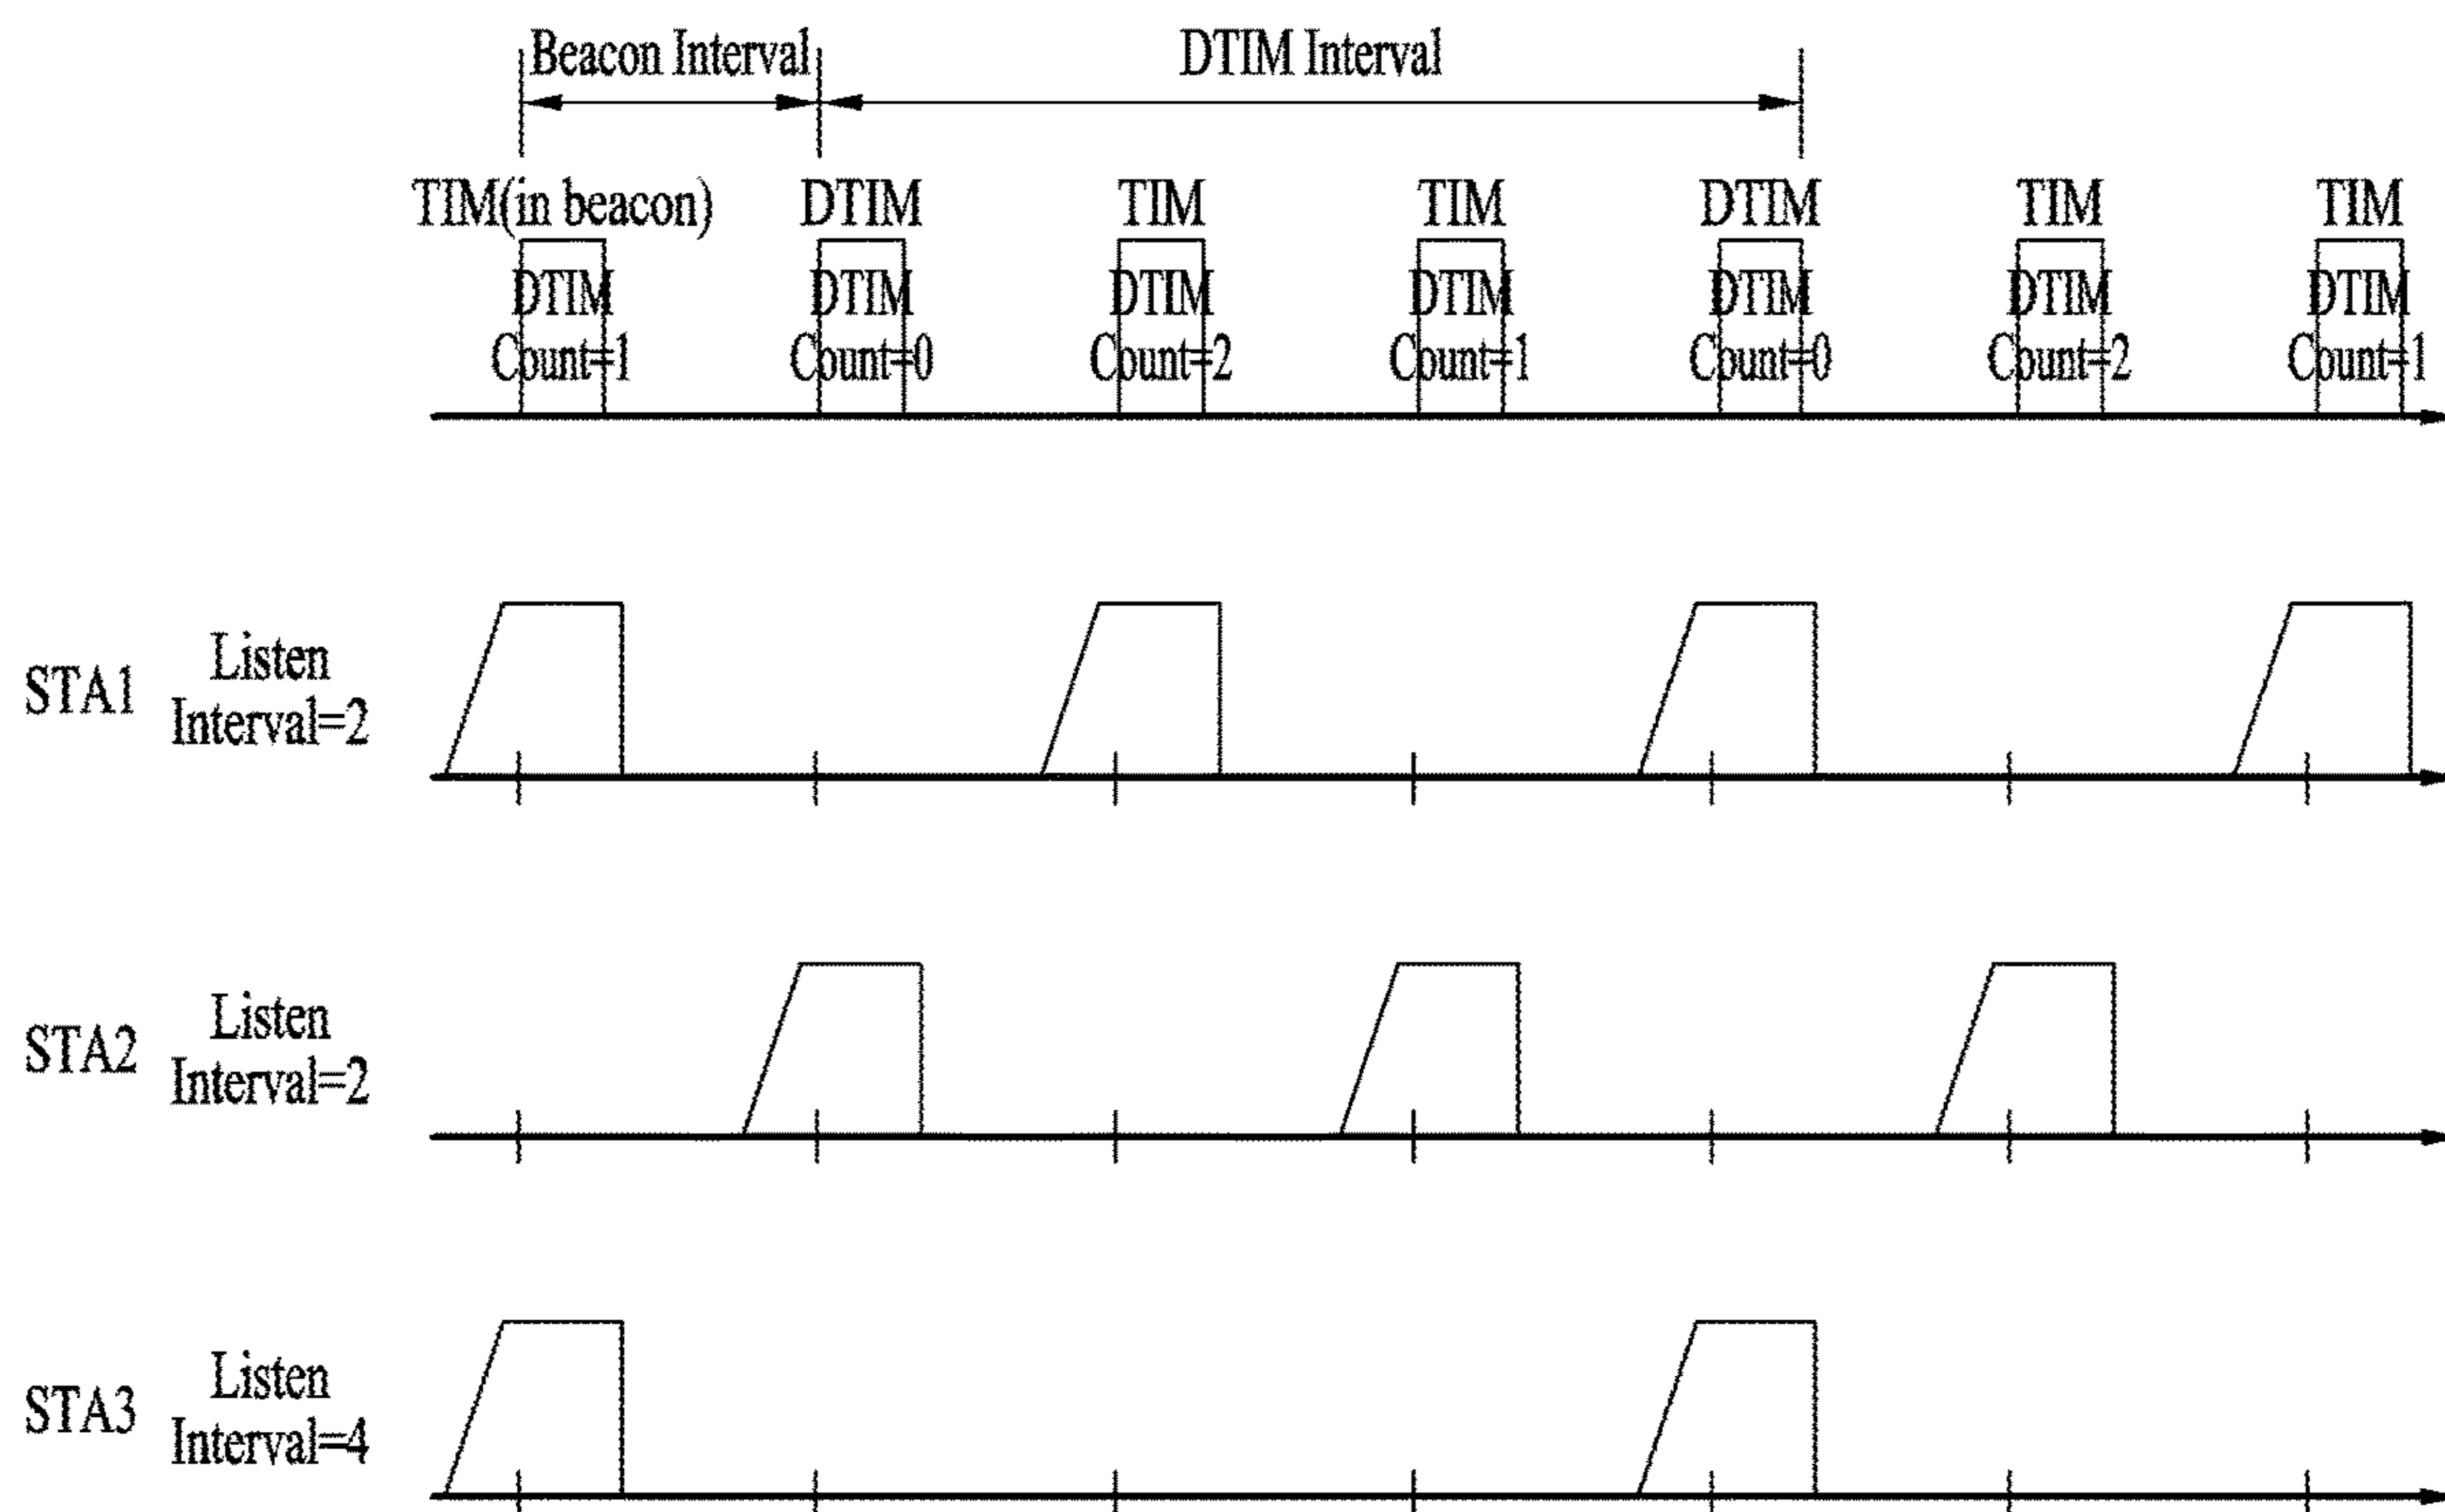 Beacon Interval DTIM Interval
TIM(in beacon) DTIM TIM TIM DTIM TIM TIM
DTIM DTIM DTIM DTIM DTIM DTIM DTIM
Count=1 Count=0 Count=2 Count=1 Count=0 Count=2 Count=1
STA1
Listen
Interval=2
STA2
Listen
Interval=2
STA3
Listen
Interval=4